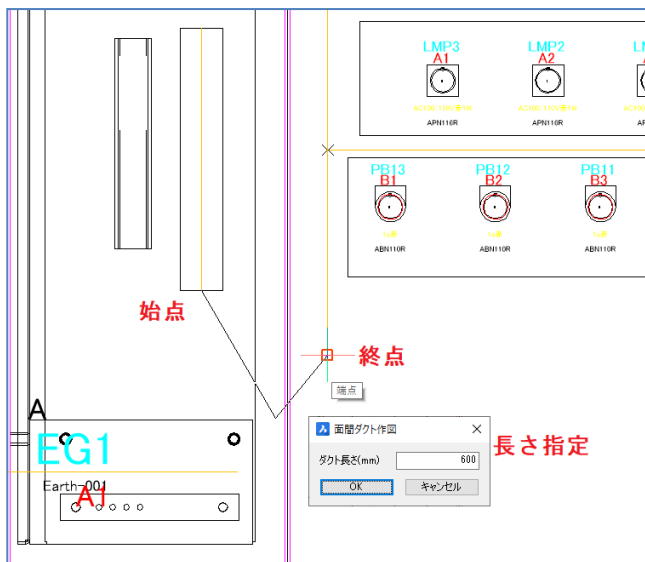 LMP3
LMP2
A1
A2
APN110R
APN110R
PB13
PB12
PB11
B1
B2
B3
ABN110R
ABN110R
ABN110R
始点
終点
端点
A
EG1
Earth-001
A1
面間ダクト作図
ダクト長さ(mm)
600
OK
キャンセル
長さ指定